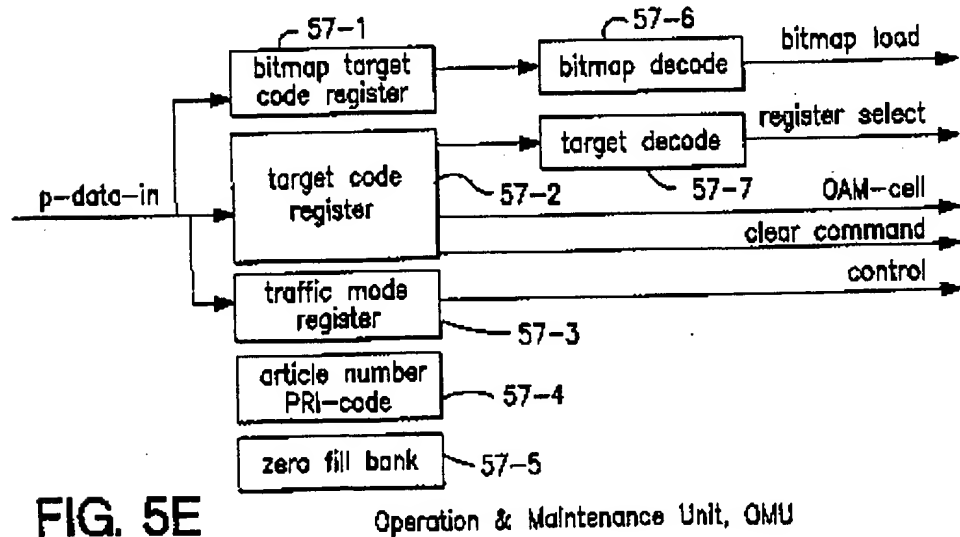 57-1
57-6
bitmap load
bitmap target
code register
bitmap decode
register select
target decode
p-data-in
target code
register
57-2
57-7
OAM-cell
clear command
control
traffic mode
register
57-3
article number
PRI-code
57-4
zero fill bank
57-5
FIG. 5E
Operation & Maintenance Unit, OMU